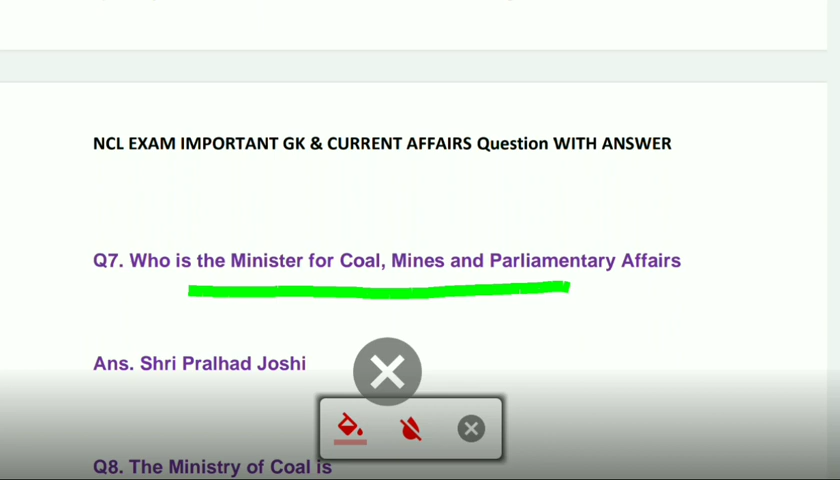 NCL EXAM IMPORTANT GK & CURRENT AFFAIRS Question WITH ANSWER
Q7. Who is the Minister for Coal, Mines and Parliamentary Affairs
Ans. Shri Pralhad Joshi
Q8. The Ministry of Coal is